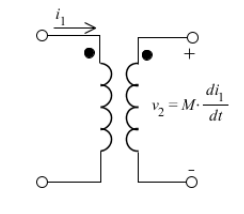 i₁
+
v₂ = M· di₁/dt
-